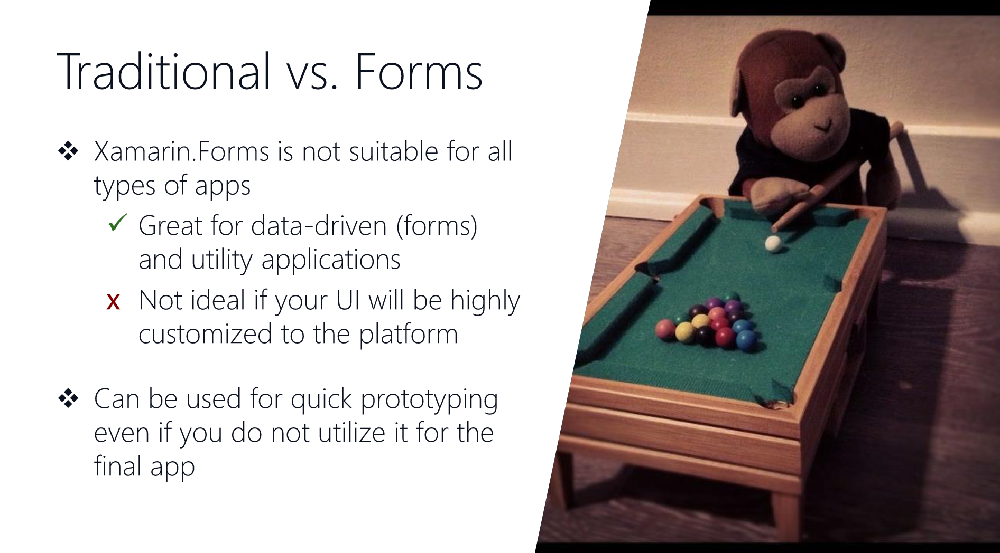 Traditional vs. Forms
❖ Xamarin.Forms is not suitable for all
types of apps
✓ Great for data-driven (forms)
and utility applications
x Not ideal if your UI will be highly
customized to the platform
❖ Can be used for quick prototyping
even if you do not utilize it for the
final app